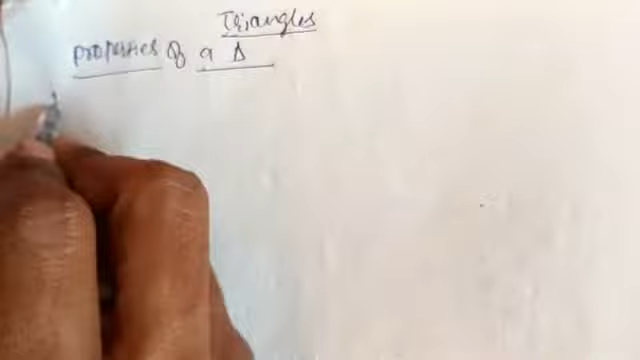 Triangles
Properties of a Δ